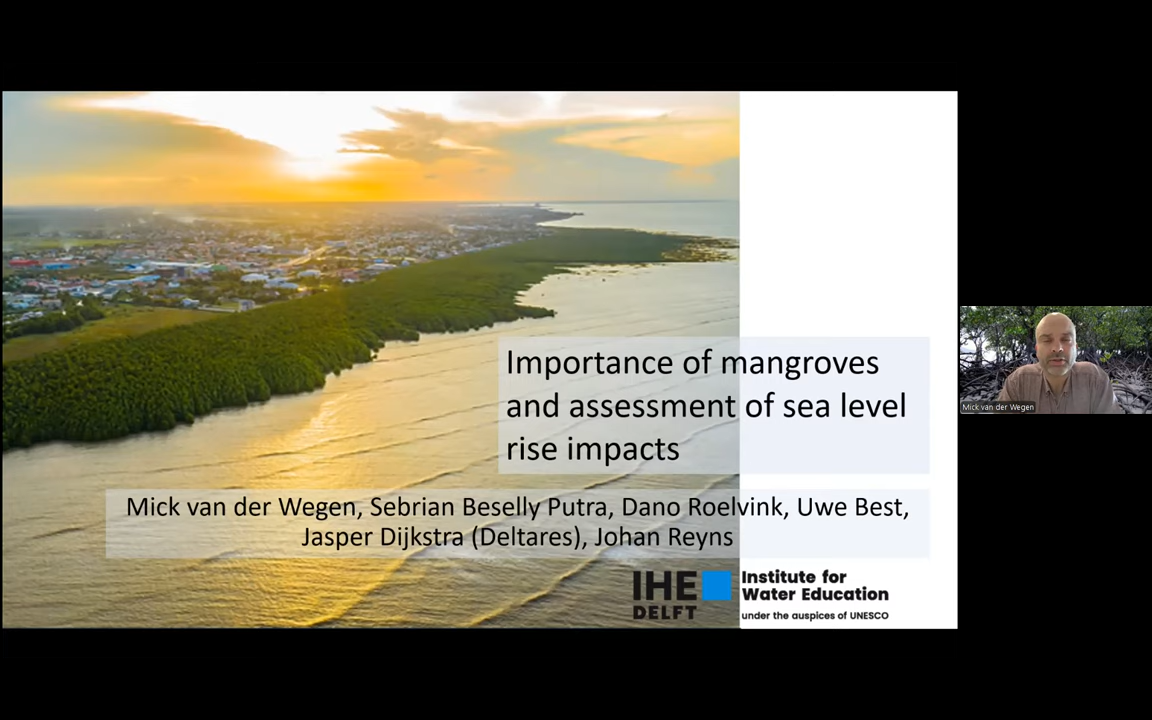 Importance of mangroves
and assessment of sea level
rise impacts
Mick van der Wegen, Sebrian Beselly Putra, Dano Roelvink, Uwe Best,
Jasper Dijkstra (Deltares), Johan Reyns
IHE
DELFT
Institute for
Water Education
under the auspices of UNESCO
Mick van der Wegen